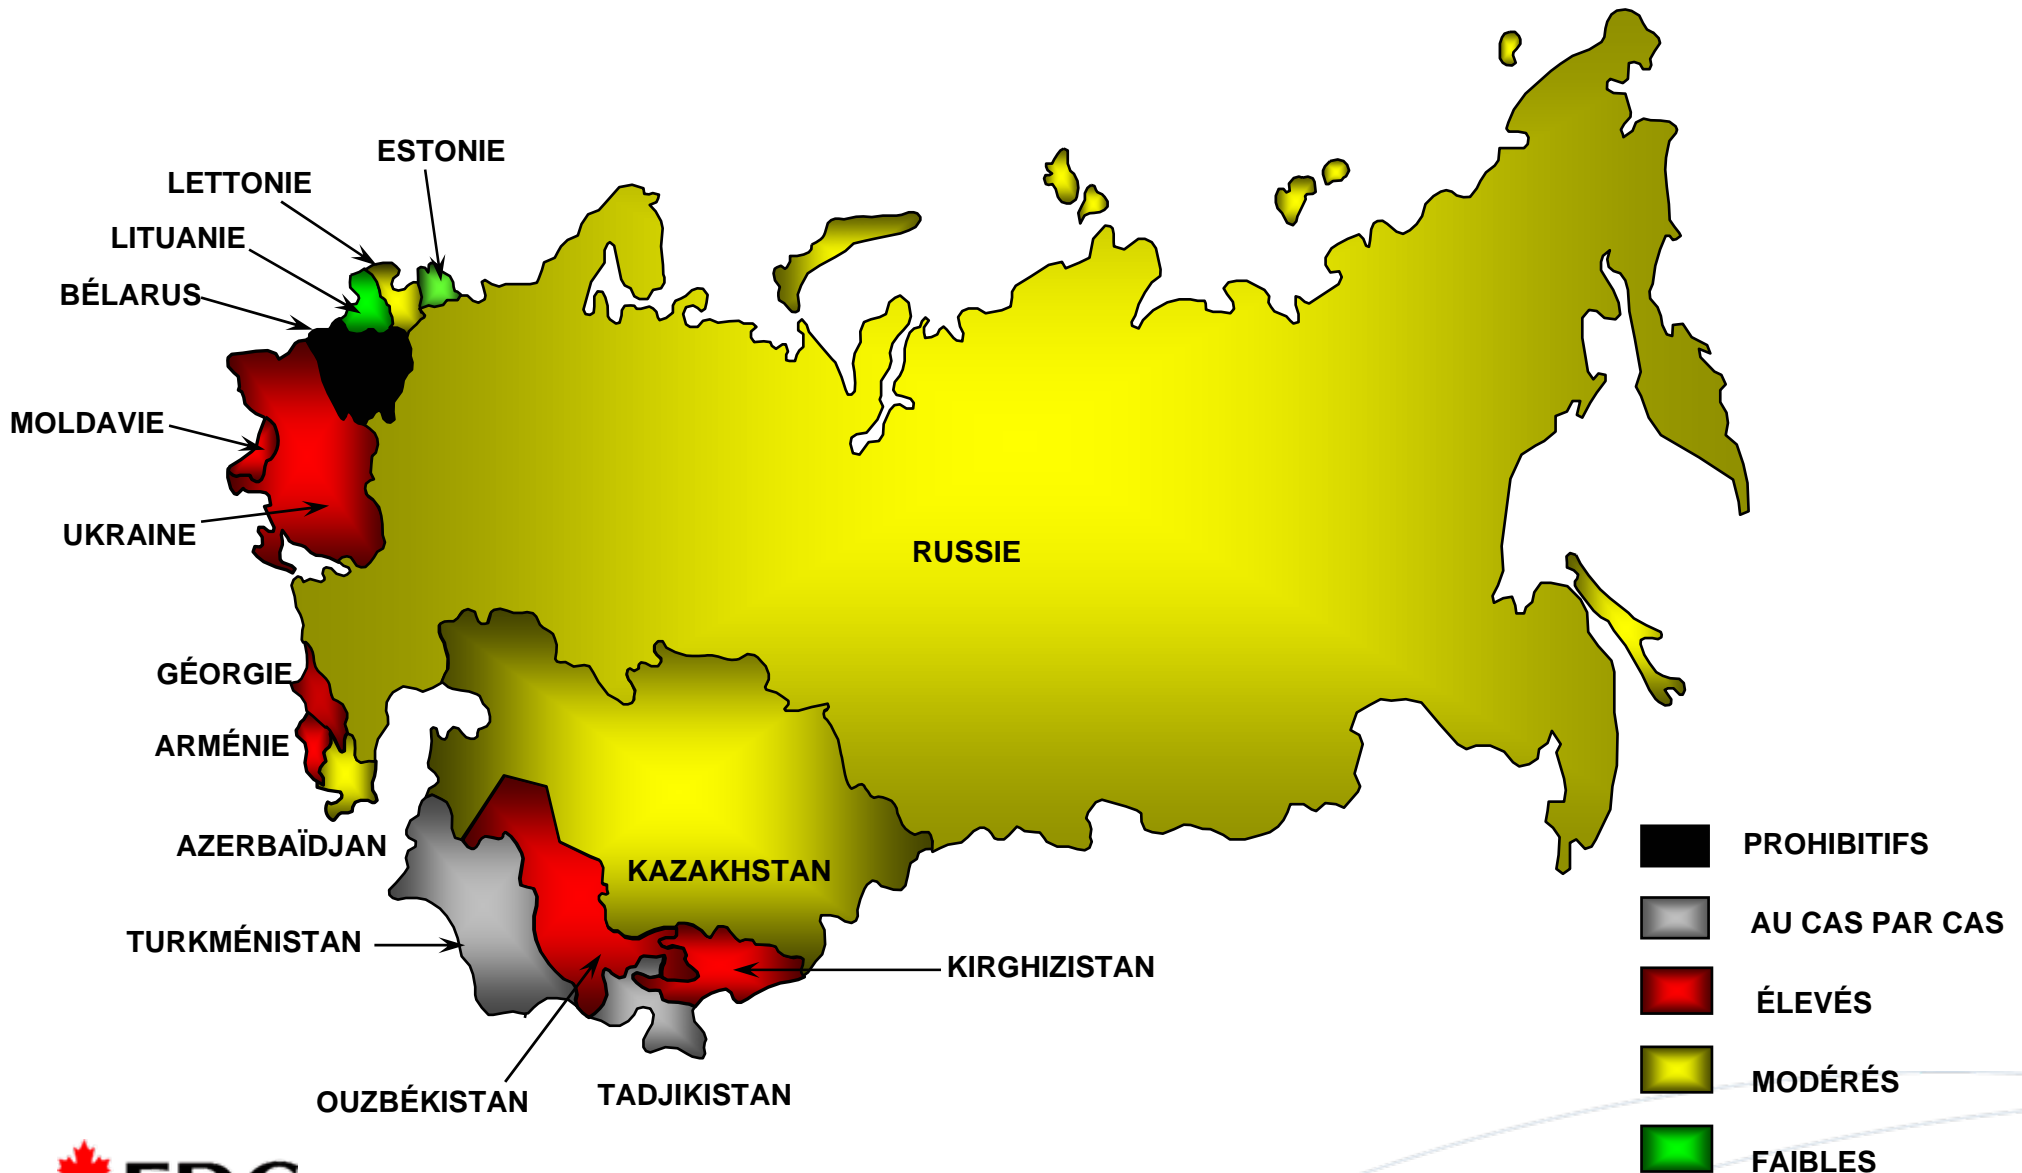 ESTONIE
LETTONIE
LITUANIE
BÉLARUS
MOLDAVIE
UKRAINE
RUSSIE
GÉORGIE
ARMÉNIE
AZERBAÏDJAN
KAZAKHSTAN
TURKMÉNISTAN
KIRGHIZISTAN
OUZBÉKISTAN
TADJIKISTAN
PROHIBITIFS
AU CAS PAR CAS
ÉLEVÉS
MODÉRÉS
FAIBLES
EDC